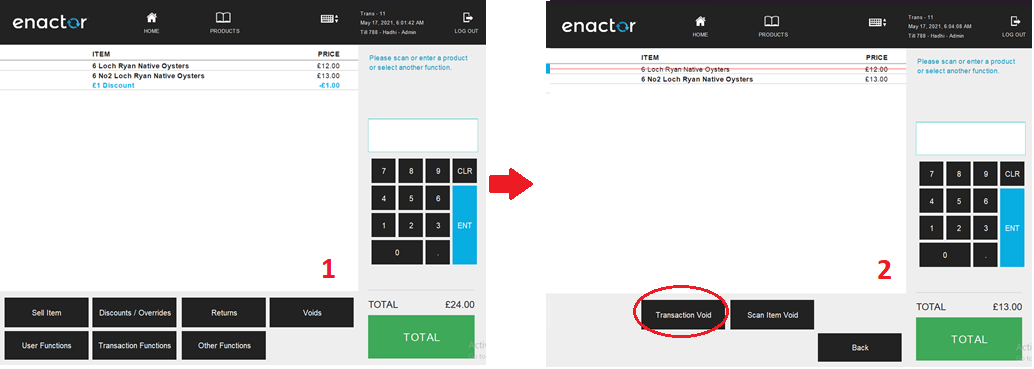 enactor
HOME
PRODUCTS
Trans - 11
May 17, 2021, 6:01:42 AM
Till 788 - Hadhi - Admin
LOG OUT
ITEM PRICE
6 Loch Ryan Native Oysters £12.00
6 No2 Loch Ryan Native Oysters £13.00
£1 Discount -£1.00
Please scan or enter a product
or select another function.
7 8 9 CLR
4 5 6
1 2 3 ENT
0 .
1
TOTAL £24.00
TOTAL
Sell Item Discounts / Overrides Returns Voids
User Functions Transaction Functions Other Functions
enactor
HOME
PRODUCTS
Trans - 11
May 17, 2021, 6:04:08 AM
Till 788 - Hadhi - Admin
LOG OUT
ITEM PRICE
6 Loch Ryan Native Oysters £12.00
6 No2 Loch Ryan Native Oysters £13.00
Please scan or enter a product
or select another function.
7 8 9 CLR
4 5 6
1 2 3 ENT
0 .
2
TOTAL £13.00
TOTAL
Transaction Void Scan Item Void
Back